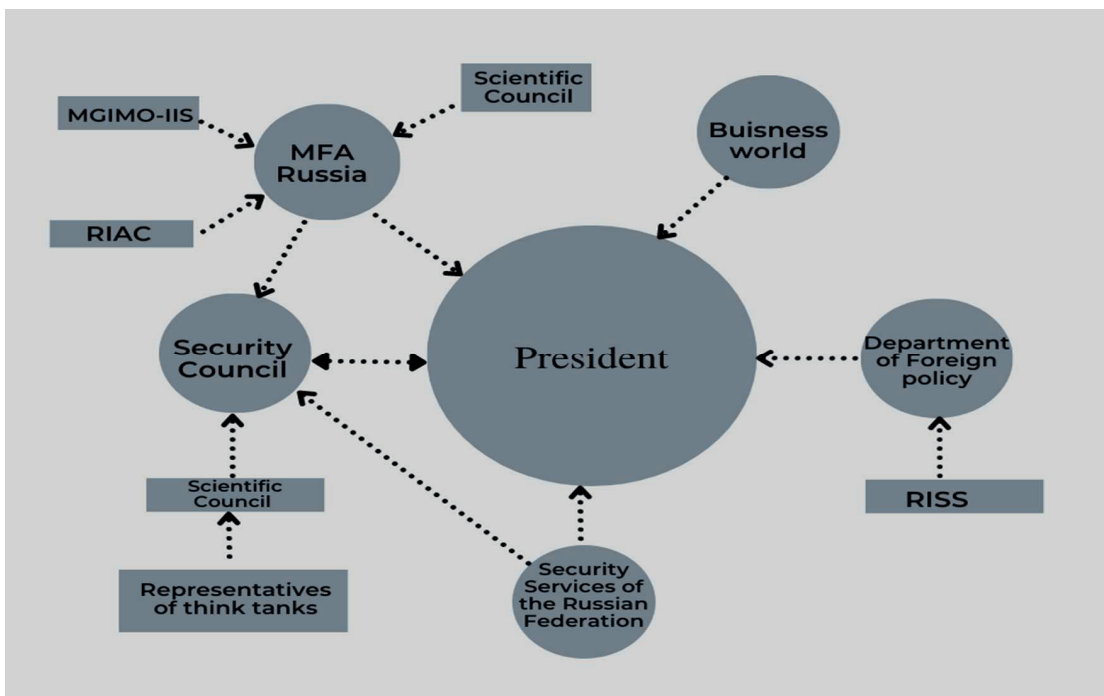 Scientific
Council
MGIMO-IIS
MFA
Russia
Buisness
world
RIAC
Security
Council
President
Department
of Foreign
policy
Scientific
Council
RISS
Representatives
of think tanks
Security
Services of
the Russian
Federation